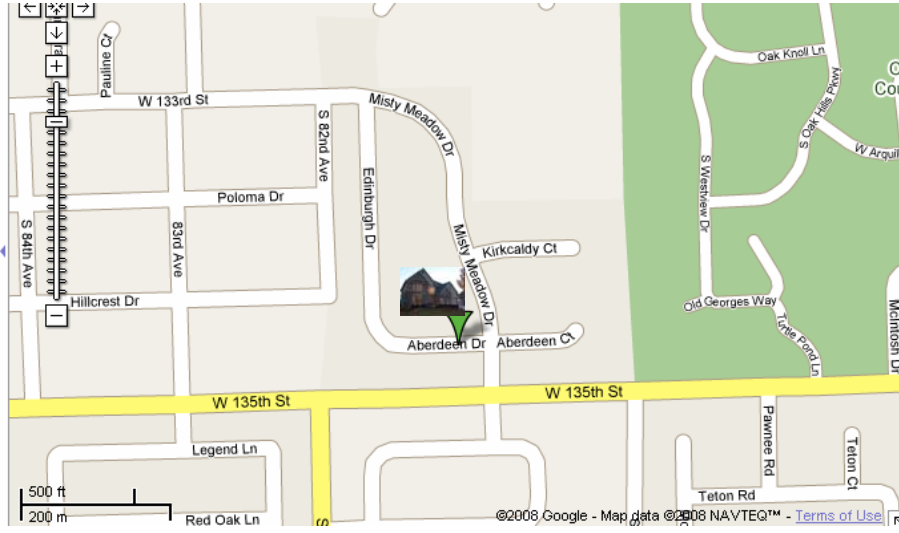 Pauline Ct
Oak Knoll Ln
W 133rd St
Misty Meadow Dr
S 82nd Ave
S Oak Hills Pkwy
Cou
W Arquil
S Westview Dr
Edinburgh Dr
Poloma Dr
S 84th Ave
83rd Ave
Misty Meadow Dr
Kirkcaldy Ct
Hillcrest Dr
Old Georges Way
Turtle Pond Ln
McIntosh Dr
Aberdeen Dr
Aberdeen Ct
W 135th St
W 135th St
Legend Ln
Pawnee Rd
Teton Ct
500 ft
200 m
Teton Rd
Red Oak Ln
S
©2008 Google - Map data ©2008 NAVTEQ™ - Terms of Use